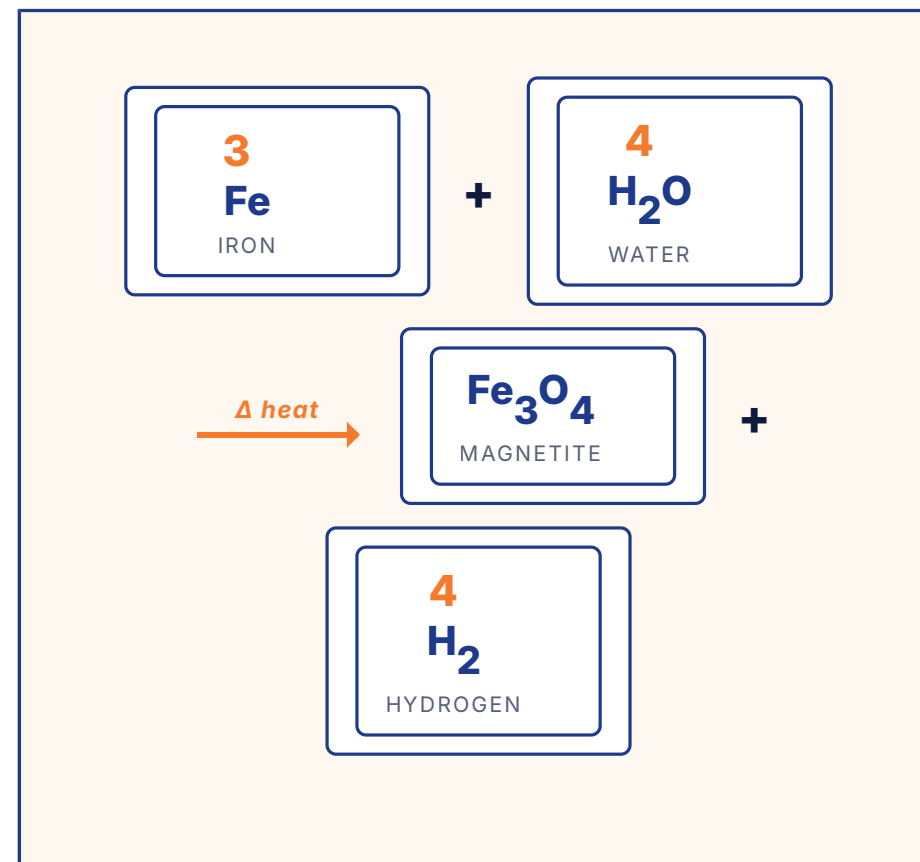 3
Fe
IRON
+
4
H₂O
WATER
Δ heat
Fe₃O₄
MAGNETITE
+
4
H₂
HYDROGEN